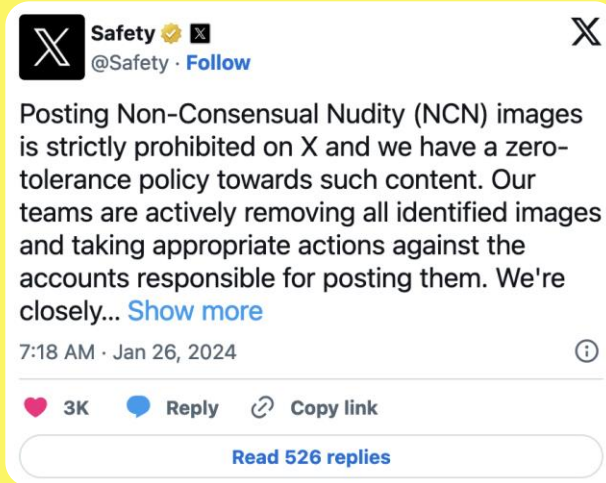 Safety
@Safety · Follow
Posting Non-Consensual Nudity (NCN) images
is strictly prohibited on X and we have a zero-
tolerance policy towards such content. Our
teams are actively removing all identified images
and taking appropriate actions against the
accounts responsible for posting them. We're
closely... Show more
7:18 AM · Jan 26, 2024
3K Reply Copy link
Read 526 replies